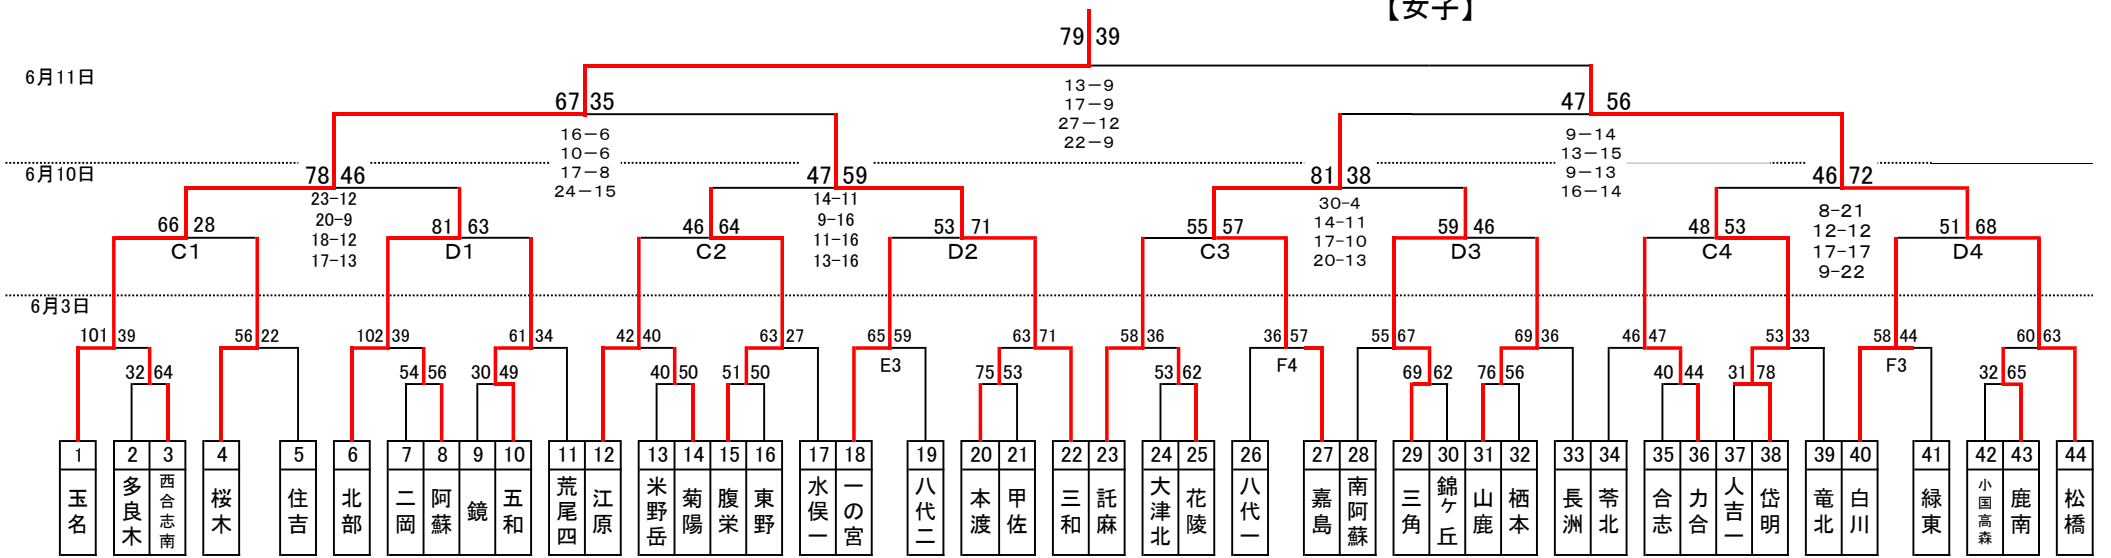 【女子】
79 39
6月11日
13-9
17-9
27-12
22-9
67 35
47 56
16-6
10-6
17-8
24-15
9-14
13-15
9-13
16-14
6月10日
78 46
47 59
81 38
46 72
23-12
20-9
18-12
17-13
14-11
9-16
11-16
13-16
30-4
14-11
17-10
20-13
8-21
12-12
17-17
9-22
66 28
81 63
46 64
53 71
55 57
59 46
48 53
51 68
C1
D1
C2
D2
C3
D3
C4
D4
6月3日
101 39
56 22
102 39
61 34
42 40
63 27
65 59
63 71
58 36
36 57
55 67
69 36
46 47
53 33
58 44
60 63
E3
F4
F3
32 64
54 56
30 49
40 50
51 50
75 53
53 62
69 62
76 56
40 44
31 78
32 65
1 玉名
2 多良木
3 西合志南
4 桜木
5 住吉
6 北部
7 二岡
8 阿蘇
9 鏡
10 五和
11 荒尾四
12 江原
13 米野岳
14 菊陽
15 腹栄
16 東野
17 水俣一
18 一の宮
19 八代二
20 本渡
21 甲佐
22 三和
23 託麻
24 大津北
25 花陵
26 八代一
27 嘉島
28 南阿蘇
29 三角
30 錦ヶ丘
31 山鹿
32 栖本
33 長洲
34 苓北
35 合志
36 力合
37 人吉一
38 岱明
39 竜北
40 白川
41 緑東
42 小国高森
43 鹿南
44 松橋